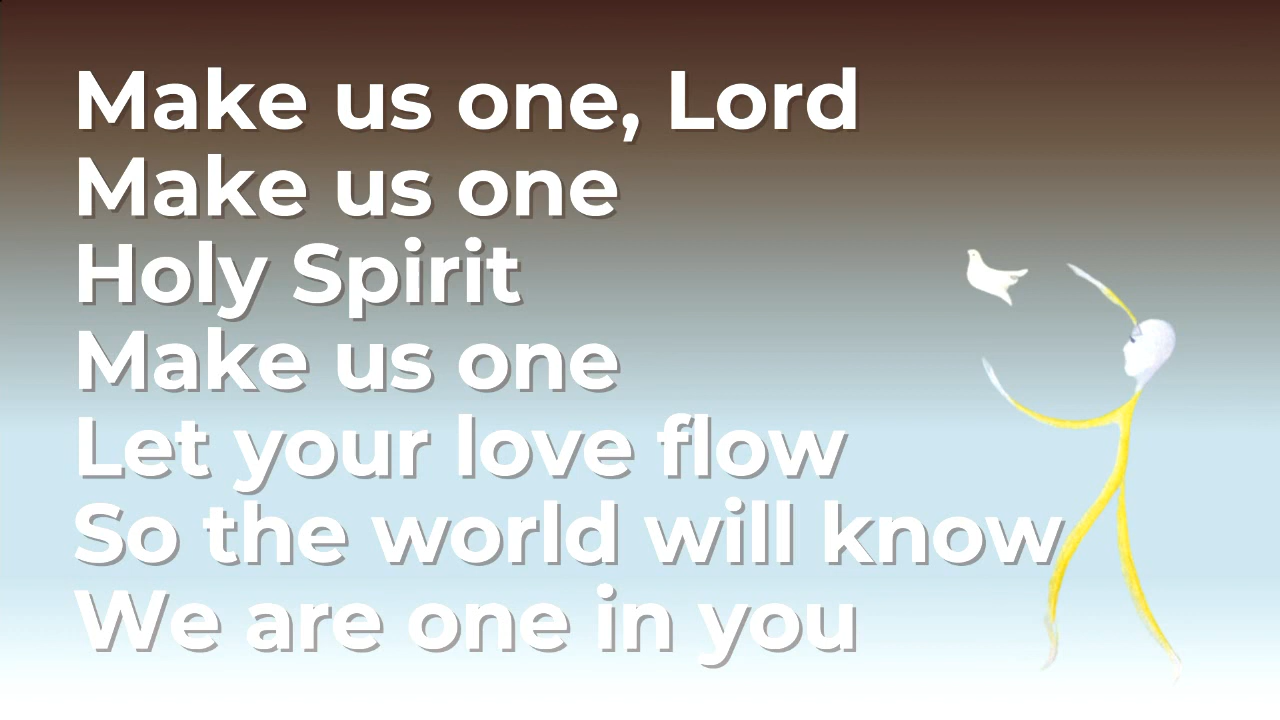 Make us one, Lord
Make us one
Holy Spirit
Make us one
Let your love flow
So the world will know
We are one in you